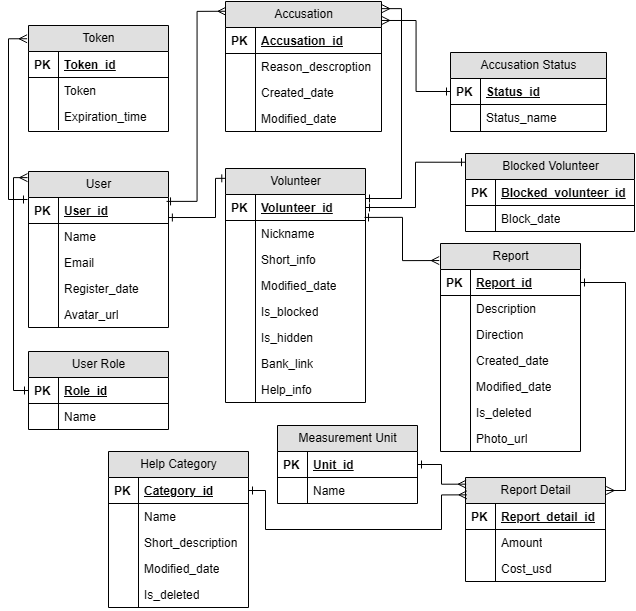 Token
PK Token_id
Token
Expiration_time
Accusation
PK Accusation_id
Reason_descroption
Created_date
Modified_date
Accusation Status
PK Status_id
Status_name
User
PK User_id
Name
Email
Register_date
Avatar_url
Volunteer
PK Volunteer_id
Nickname
Short_info
Modified_date
Is_blocked
Is_hidden
Bank_link
Help_info
Blocked Volunteer
PK Blocked_volunteer_id
Block_date
Report
PK Report_id
Description
Direction
Created_date
Modified_date
Is_deleted
Photo_url
User Role
PK Role_id
Name
Measurement Unit
PK Unit_id
Name
Help Category
PK Category_id
Name
Short_description
Modified_date
Is_deleted
Report Detail
PK Report_detail_id
Amount
Cost_usd